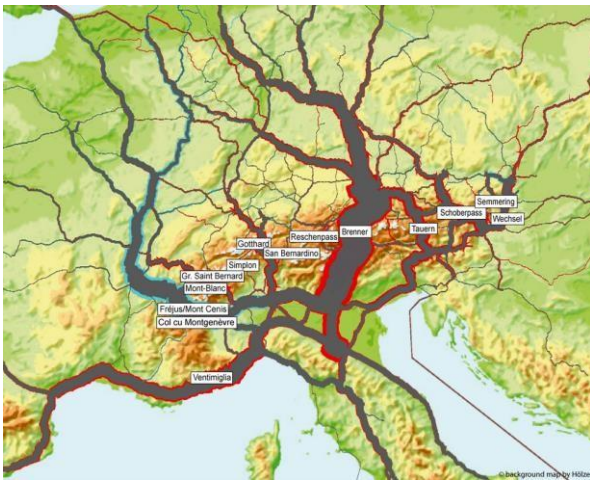 Semmering
Schoberpass
Wechsel
Tauern
Reschenpass
Brenner
Gotthard
San Bernardino
Simplon
Gr. Saint Bernard
Mont-Blanc
Fréjus/Mont Cenis
Col cu Montgenèvre
Ventimiglia
© background map by Hölze